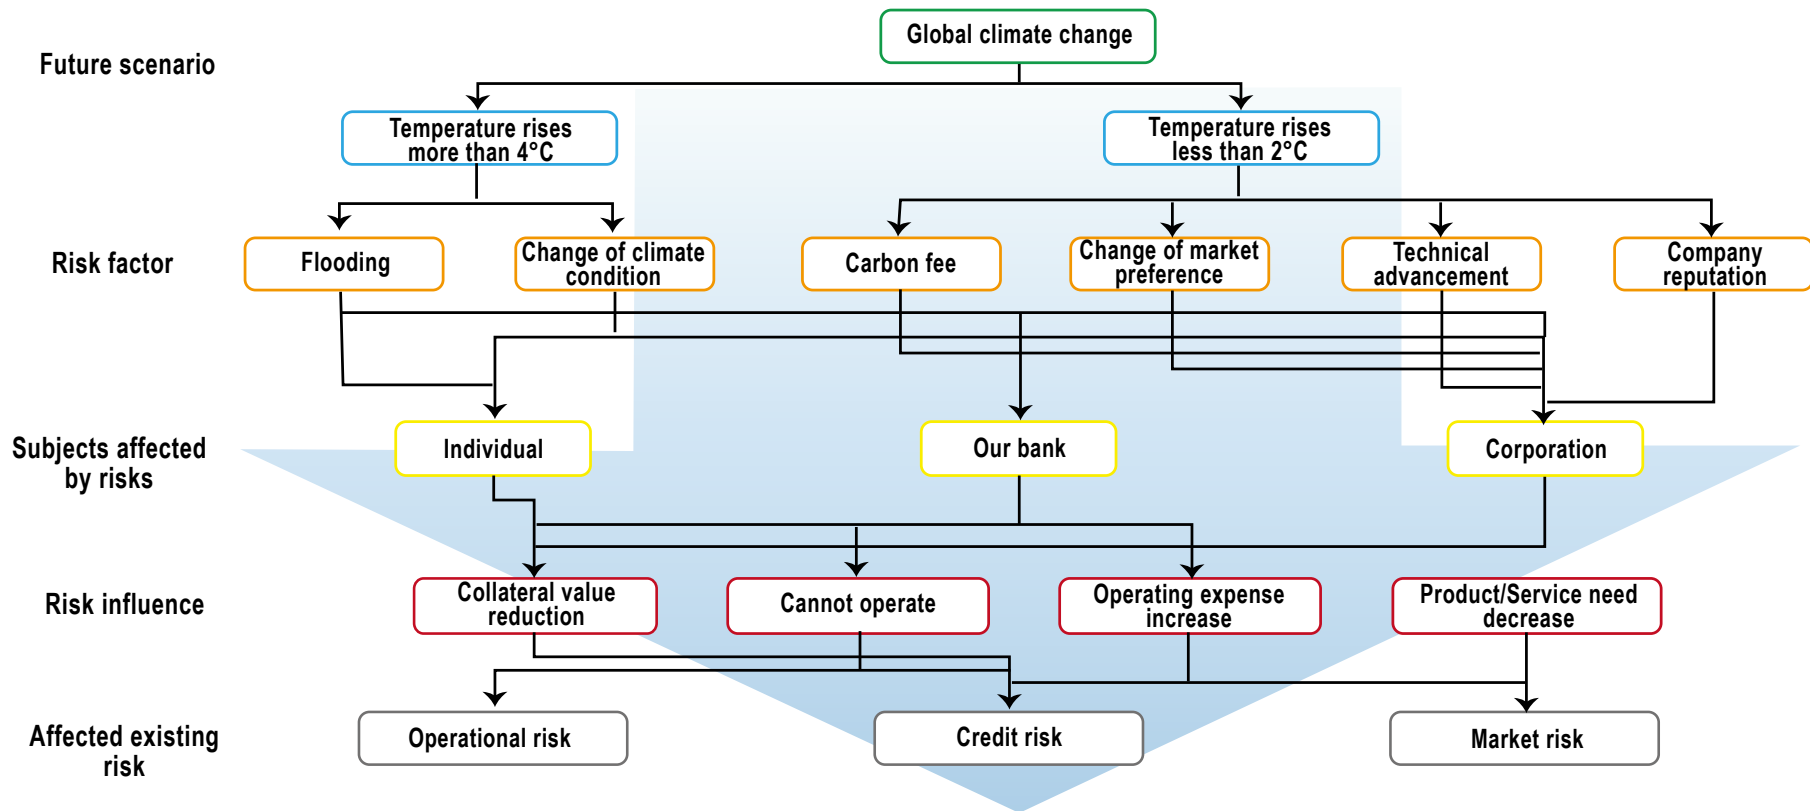 Global climate change
Future scenario
Temperature rises
more than 4°C
Temperature rises
less than 2°C
Risk factor
Flooding
Change of climate
condition
Carbon fee
Change of market
preference
Technical
advancement
Company
reputation
Subjects affected
by risks
Individual
Our bank
Corporation
Risk influence
Collateral value
reduction
Cannot operate
Operating expense
increase
Product/Service need
decrease
Affected existing
risk
Operational risk
Credit risk
Market risk